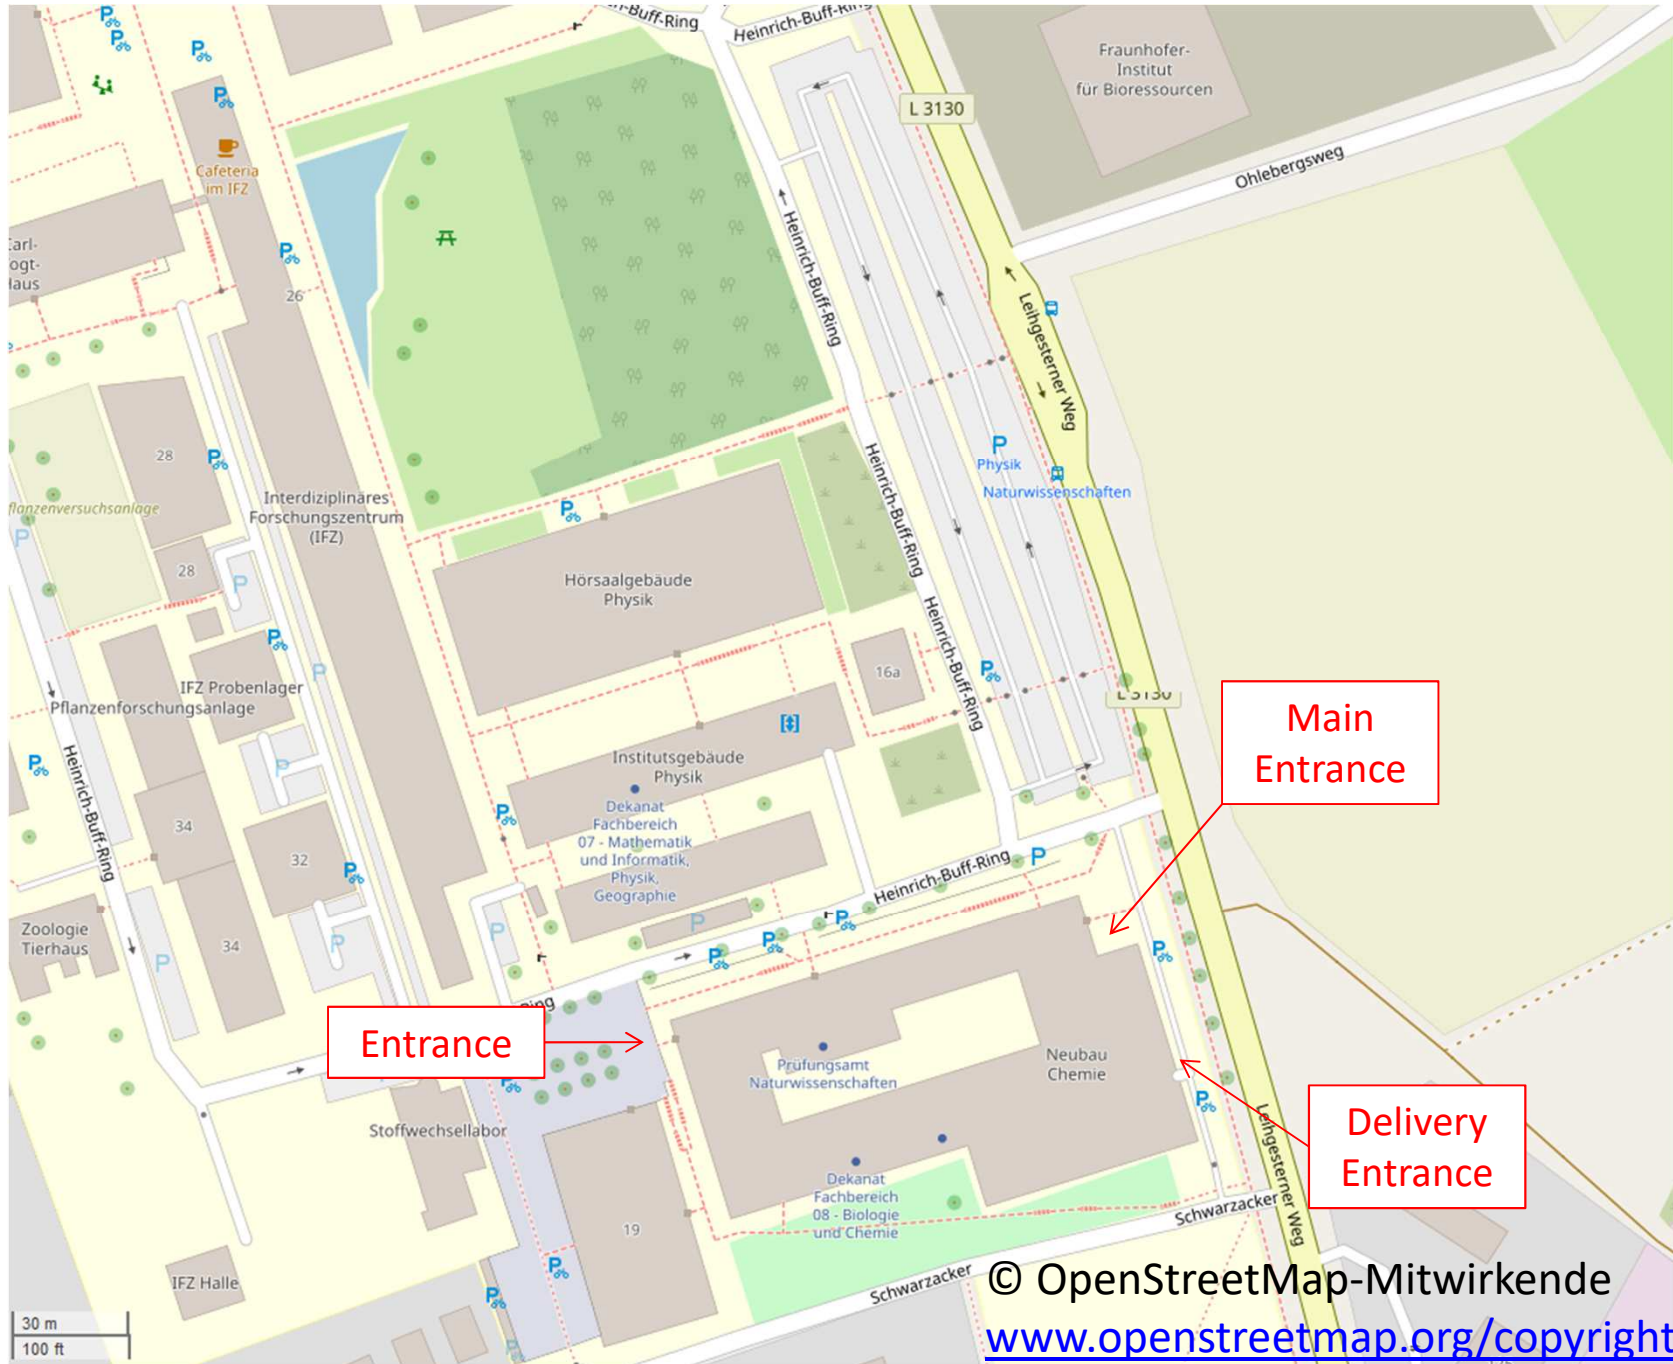 Heinrich-Buff-Ring
Fraunhofer-
Institut
für Bioressourcen
L 3130
Ohlebergsweg
Cafeteria
im IFZ
Heinrich-Buff-Ring
26
Leihgesterner Weg
28
Pflanzenversuchsanlage
Interdiziplinäres
Forschungszentrum
(IFZ)
P
Physik
Naturwissenschaften
Heinrich-Buff-Ring
28
Hörsaalgebäude
Physik
Heinrich-Buff-Ring
16a
IFZ Probenlager
Pflanzenforschungsanlage
L 3130
Main
Entrance
Heinrich-Buff-Ring
Institutsgebäude
Physik
Dekanat
Fachbereich
07 - Mathematik
und Informatik,
Physik,
Geographie
34
32
Heinrich-Buff-Ring
P
Zoologie
Tierhaus
34
Ring
Entrance
Prüfungsamt
Naturwissenschaften
Neubau
Chemie
Stoffwechsellabor
Delivery
Entrance
Leihgesterner Weg
Dekanat
Fachbereich
08 - Biologie
und Chemie
19
Schwarzacker
IFZ Halle
Schwarzacker
30 m
100 ft
© OpenStreetMap-Mitwirkende
www.openstreetmap.org/copyright